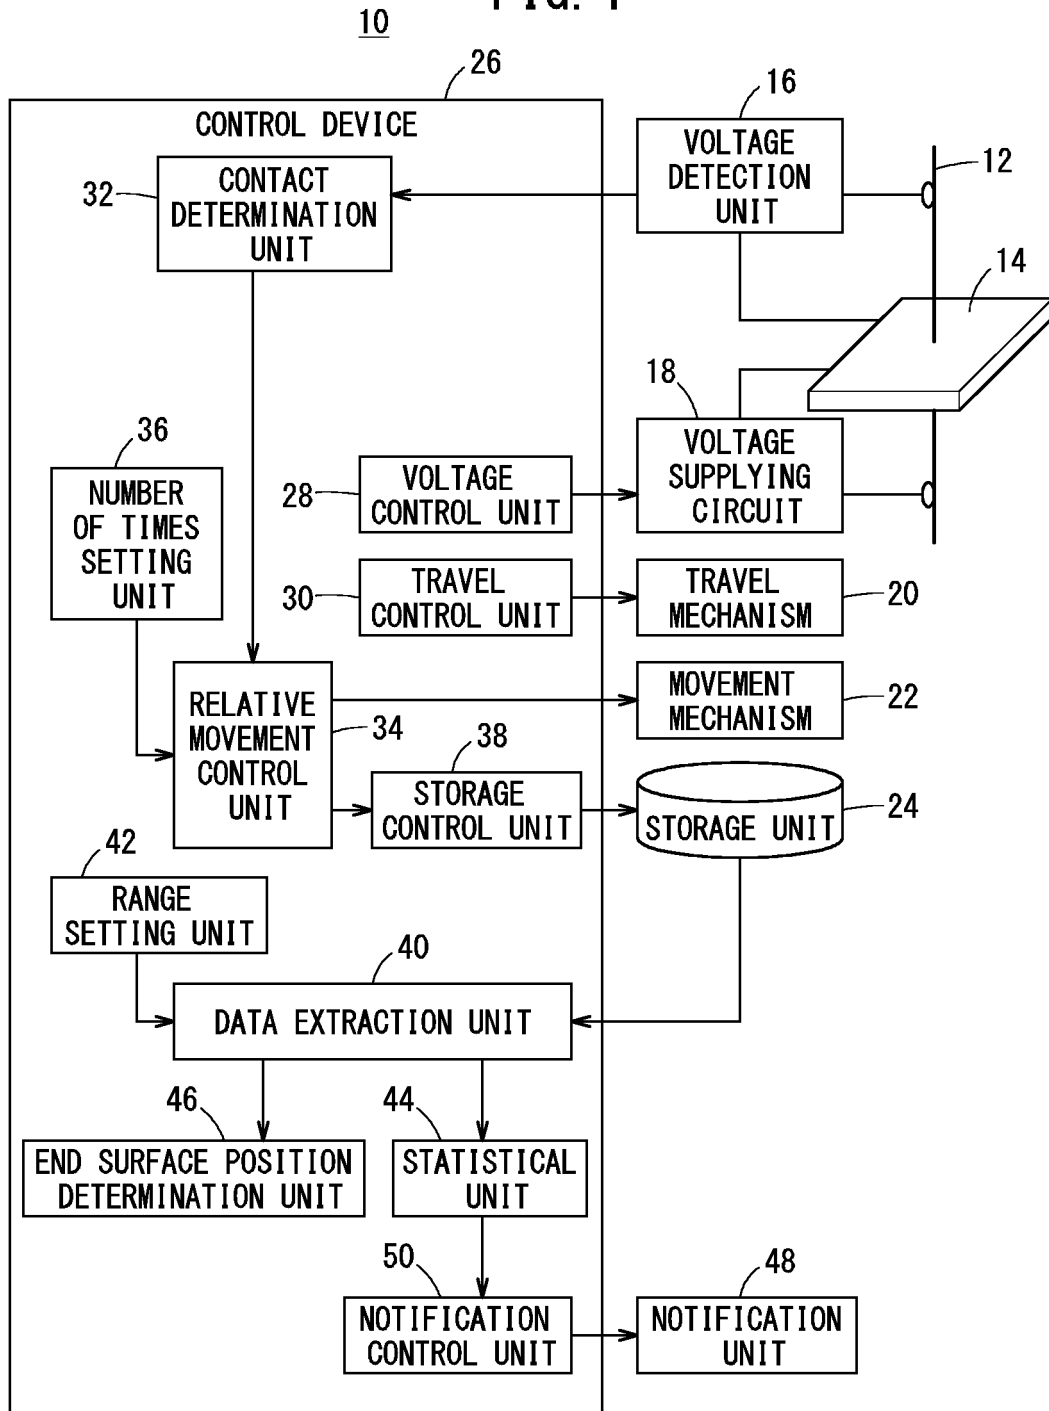 FIG. 1
10
26
CONTROL DEVICE
16
VOLTAGE
DETECTION
UNIT
12
32
CONTACT
DETERMINATION
UNIT
14
18
VOLTAGE
SUPPLYING
CIRCUIT
36
NUMBER
OF TIMES
SETTING
UNIT
28
VOLTAGE
CONTROL UNIT
30
TRAVEL
CONTROL UNIT
TRAVEL
MECHANISM
20
RELATIVE
MOVEMENT
CONTROL
UNIT
34
MOVEMENT
MECHANISM
22
38
STORAGE
CONTROL UNIT
STORAGE UNIT
24
42
RANGE
SETTING UNIT
40
DATA EXTRACTION UNIT
46
END SURFACE POSITION
DETERMINATION UNIT
44
STATISTICAL
UNIT
50
NOTIFICATION
CONTROL UNIT
48
NOTIFICATION
UNIT